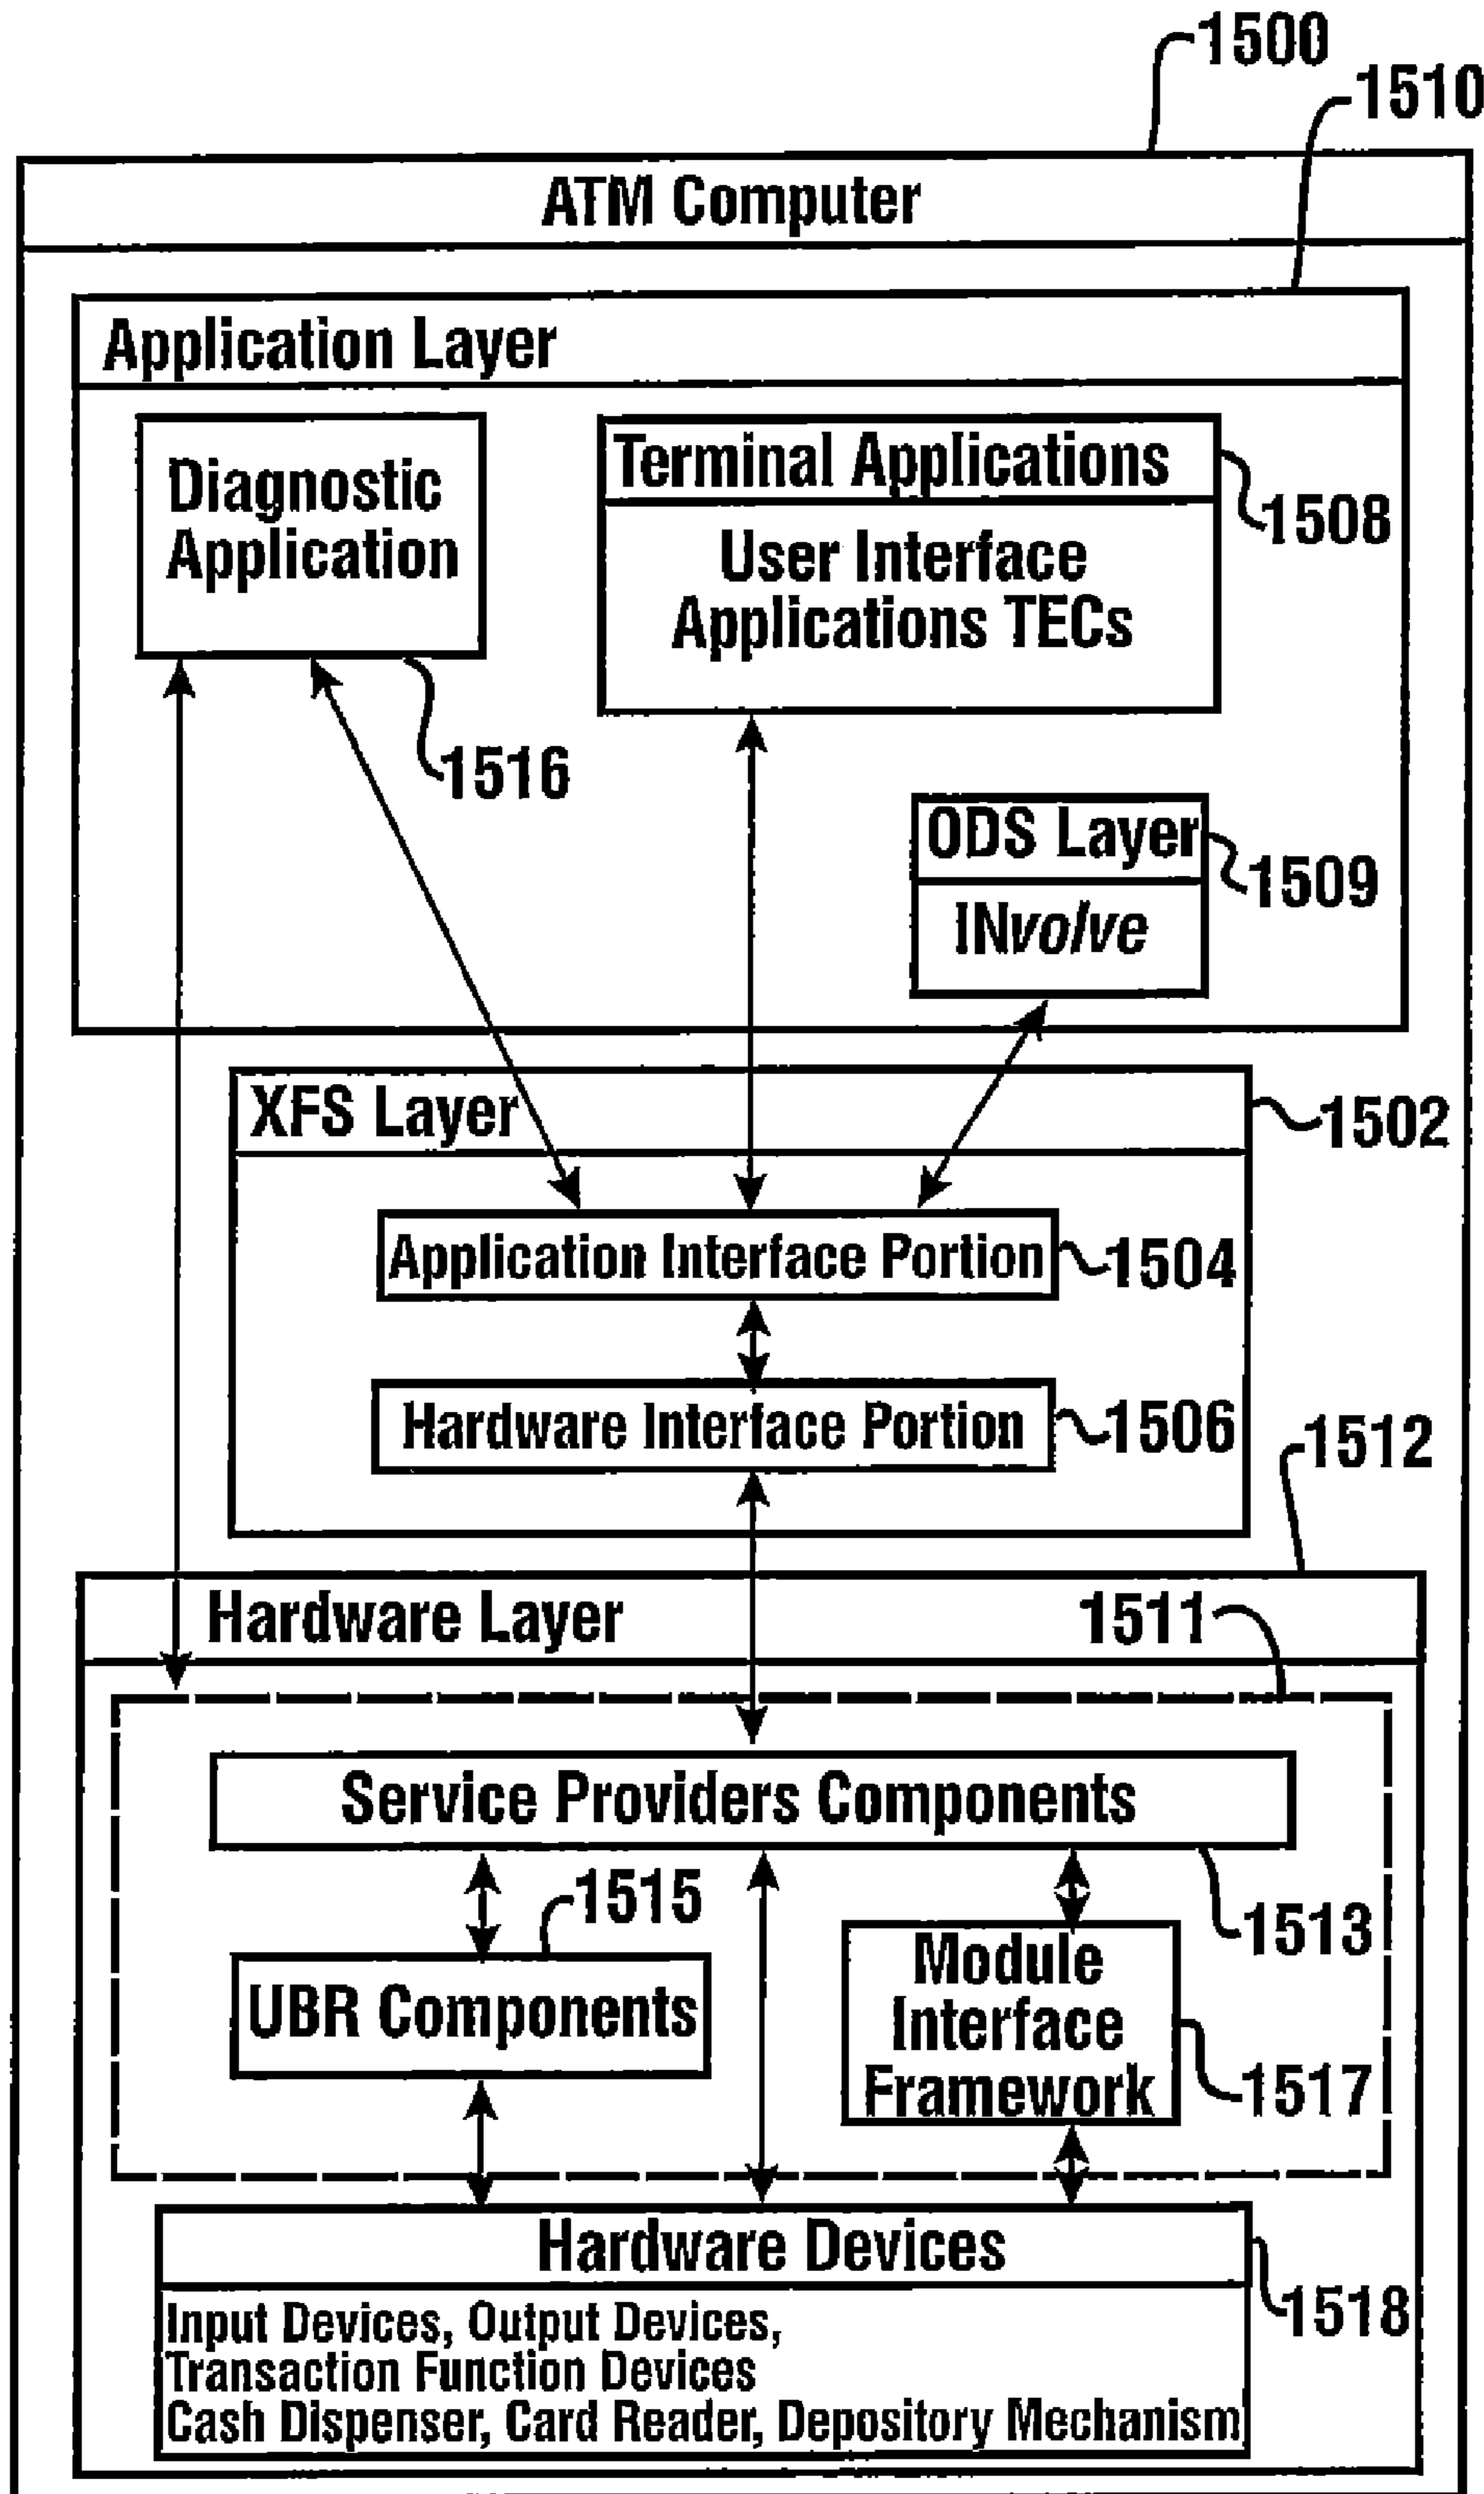 1500
1510
ATM Computer
Application Layer
Diagnostic
Application
Terminal Applications
User Interface
Applications TECs
1508
1516
ODS Layer
1509
INvolve
XFS Layer
1502
Application Interface Portion
1504
Hardware Interface Portion
1506
1512
Hardware Layer
1511
Service Providers Components
1515
1513
UBR Components
Module
Interface
Framework
1517
Hardware Devices
1518
Input Devices, Output Devices,
Transaction Function Devices
Cash Dispenser, Card Reader, Depository Mechanism